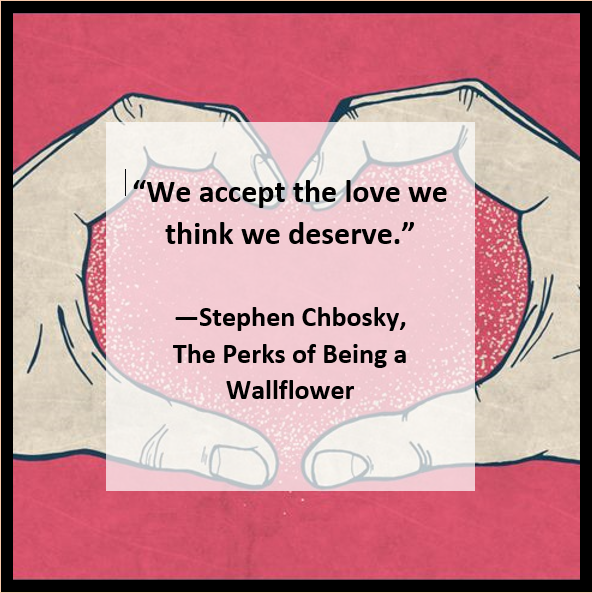 “We accept the love we
think we deserve.”
—Stephen Chbosky,
The Perks of Being a
Wallflower